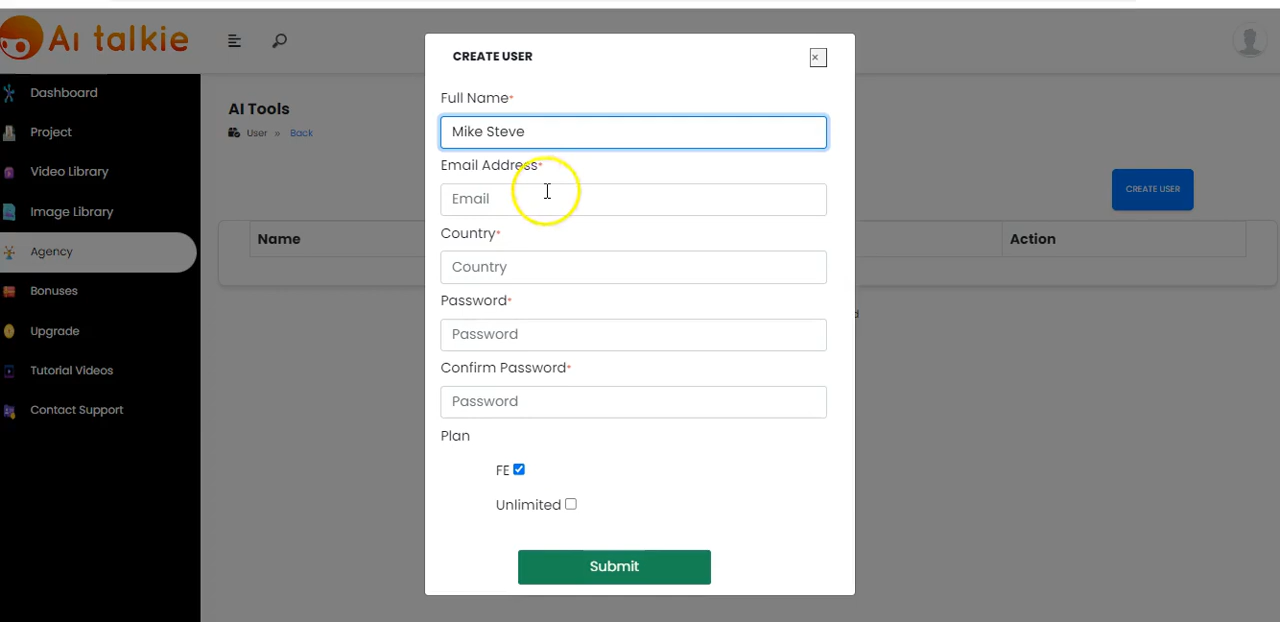 Ai talkie
Dashboard
Project
Video Library
Image Library
Agency
Bonuses
Upgrade
Tutorial Videos
Contact Support
AI Tools
User » Back
CREATE USER
Name
Action
CREATE USER
×
Full Name*
Mike Steve
Email Address*
Email
Country*
Country
Password*
Password
Confirm Password*
Password
Plan
FE
Unlimited
Submit